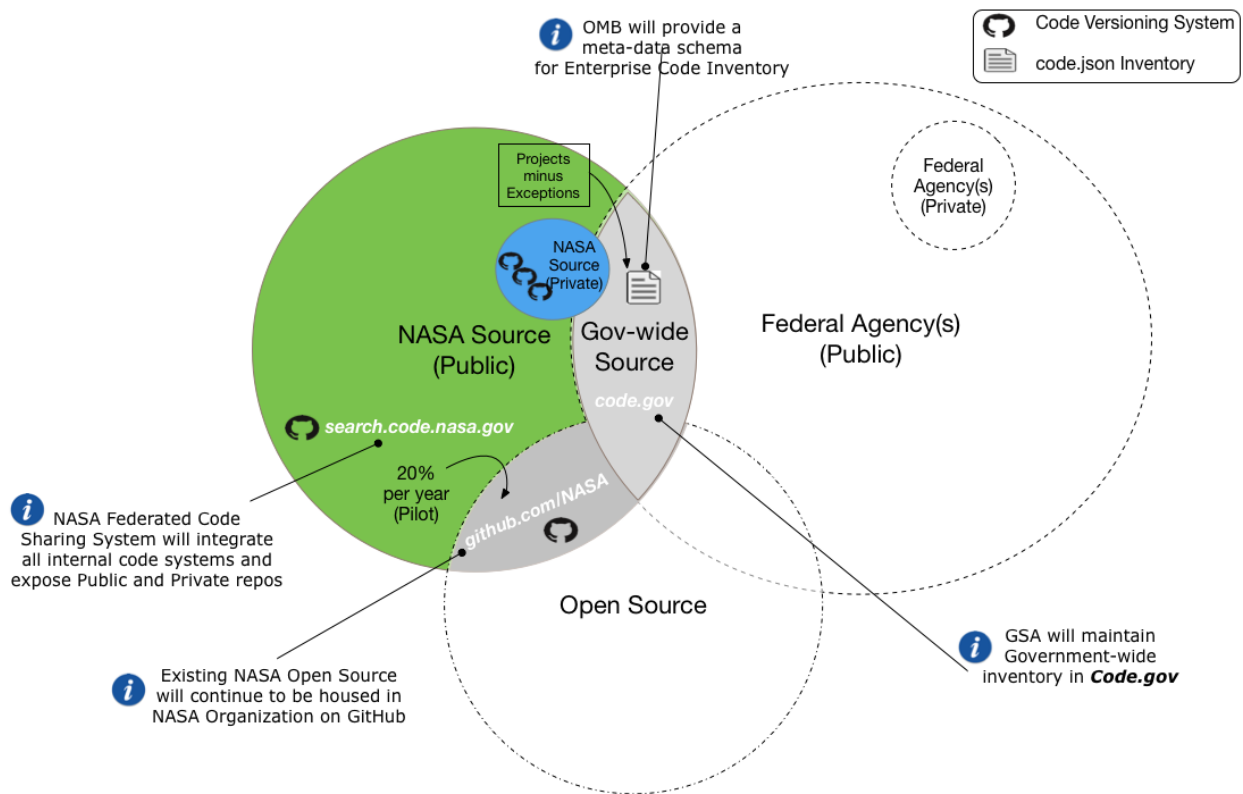 OMB will provide a
meta-data schema
for Enterprise Code Inventory
Code Versioning System
code.json Inventory
Projects
minus
Exceptions
Federal
Agency(s)
(Private)
NASA
Source
(Private)
NASA Source
(Public)
Gov-wide
Source
Federal Agency(s)
(Public)
code.gov
search.code.nasa.gov
20%
per year
(Pilot)
github.com/NASA
NASA Federated Code
Sharing System will integrate
all internal code systems and
expose Public and Private repos
Open Source
GSA will maintain
Government-wide
inventory in Code.gov
Existing NASA Open Source
will continue to be housed in
NASA Organization on GitHub